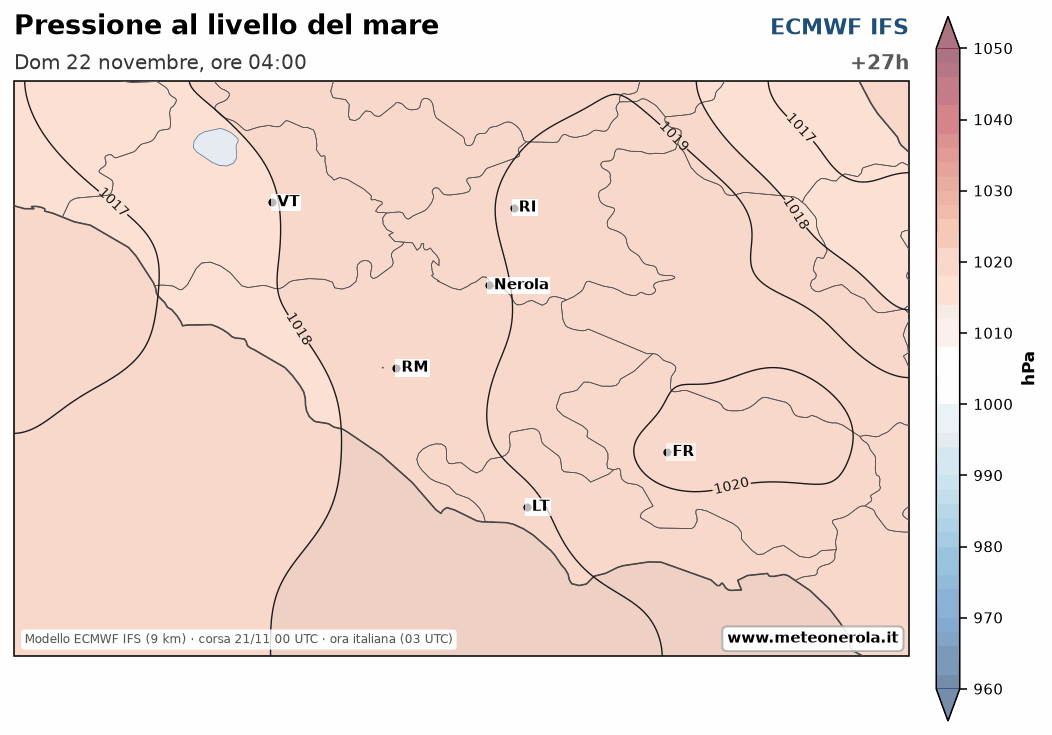 Pressione al livello del mare
ECMWF IFS
Dom 22 novembre, ore 04:00
+27h
1050
1040
1030
1020
1010
1000
990
980
970
960
hPa
1017
1019
1017
1018
VT
RI
Nerola
1018
RM
FR
1020
LT
Modello ECMWF IFS (9 km) · corsa 21/11 00 UTC · ora italiana (03 UTC)
www.meteonerola.it